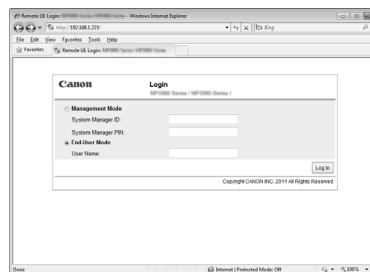 Remote UI: Login - Windows Internet Explorer
http://192.168.1.223/
Bing
File Edit View Favorites Tools Help
Favorites Remote UI: Login:
Canon Login
Management Mode
System Manager ID:
System Manager PIN:
End-User Mode
User Name:
Log In
Copyright CANON INC. 2011 All Rights Reserved
Done Internet | Protected Mode: Off 100%